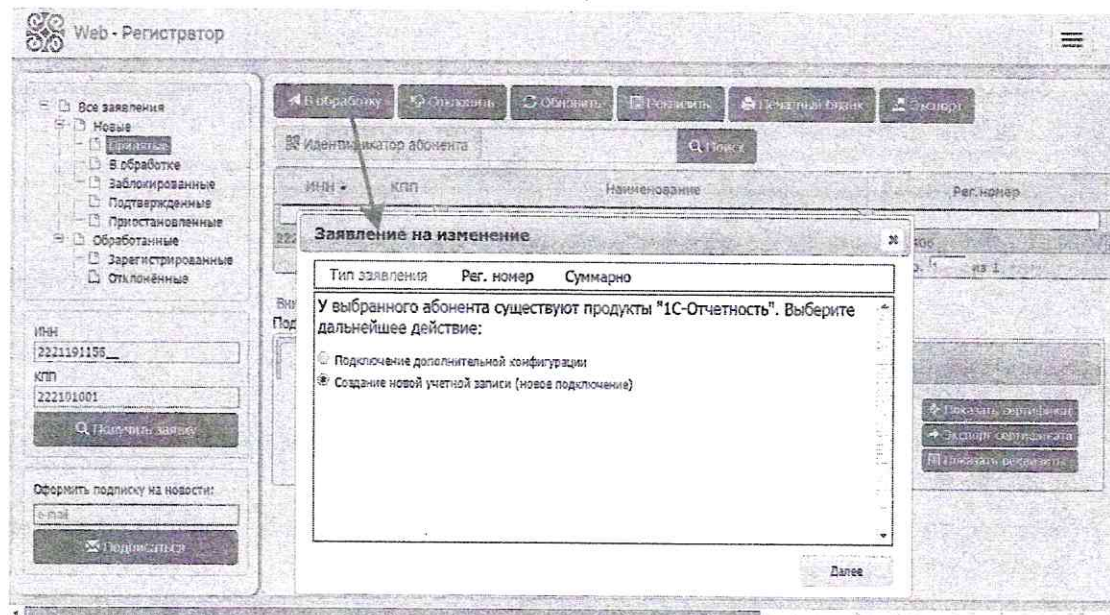 Web - Регистратор
Все заявления
Новые
Принятые
В обработке
Заблокированные
Подтвержденные
Приостановленные
Обработанные
Зарегистрированные
Отклонённые
ИНН
2221191156__
КПП
222101001
Получить заявку
Оформить подписку на новости:
e-mail
Подписаться
В обработку
Отклонить
Обновить
Печатный бланк
Экспорт
Идентификатор абонента
Поиск
ИНН
КПП
Наименование
Рег.номер
из 1
Заявление на изменение
Тип заявления Рег. номер Суммарно
У выбранного абонента существуют продукты "1С-Отчетность". Выберите
дальнейшее действие:
Подключение дополнительной конфигурации
Создание новой учетной записи (новое подключение)
Далее
Показать сертификат
Экспорт сертификата
Показать реквизиты